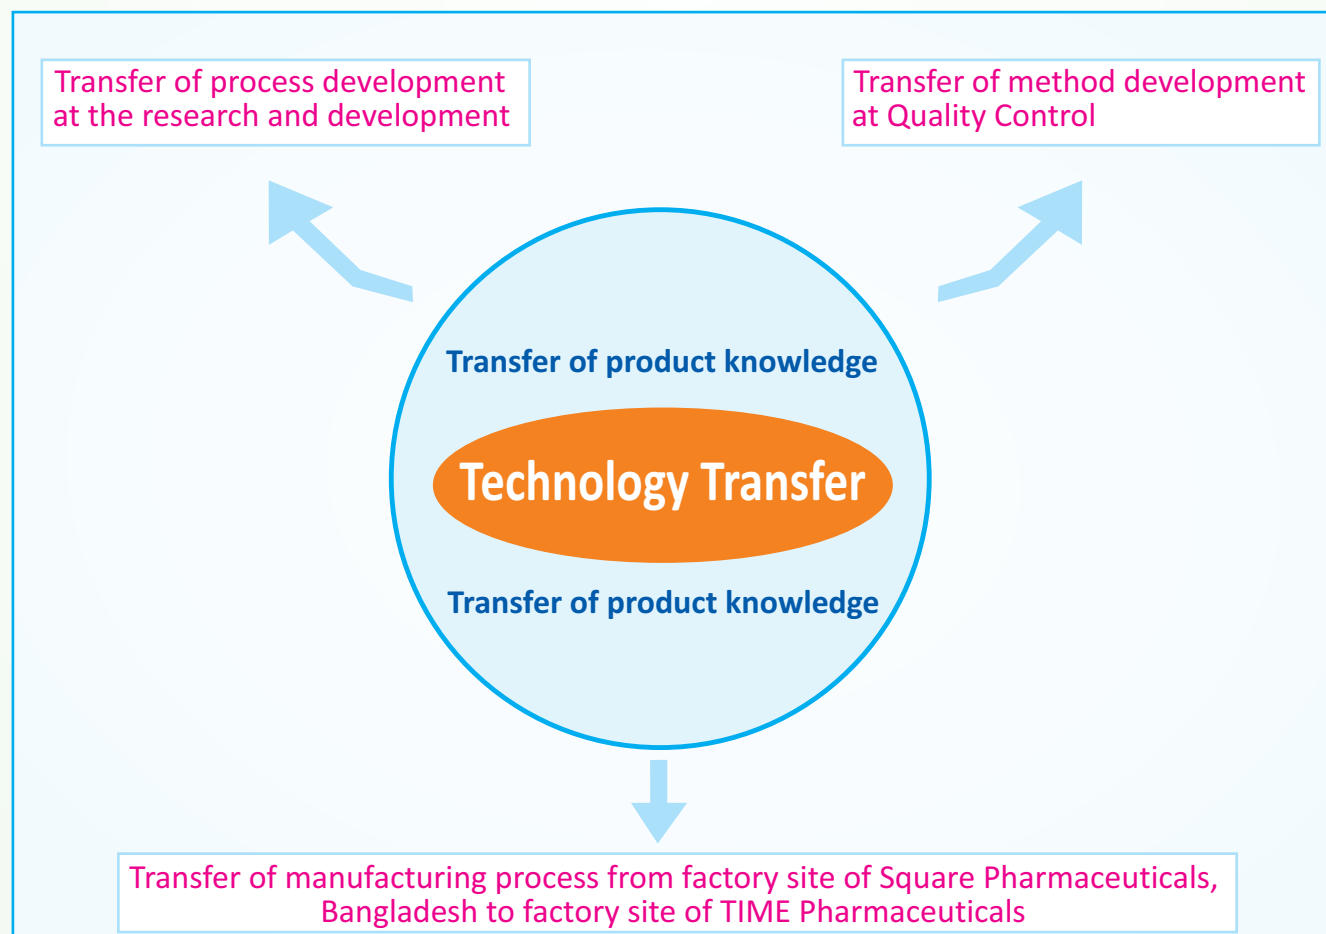 Transfer of process development
at the research and development
Transfer of method development
at Quality Control
Transfer of product knowledge
Technology Transfer
Transfer of product knowledge
Transfer of manufacturing process from factory site of Square Pharmaceuticals,
Bangladesh to factory site of TIME Pharmaceuticals